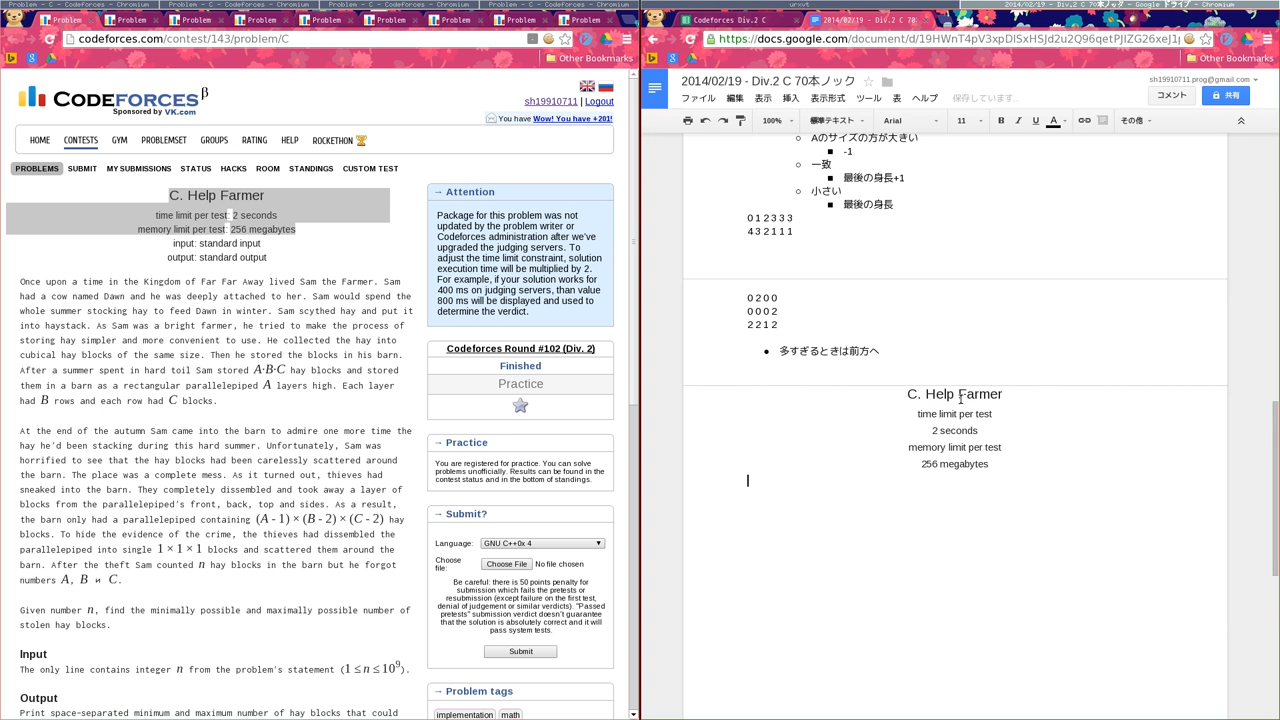 Problem - C - Codeforces - Chromium
Problem - C - Codeforces - Chromium
Problem - C - Codeforces - Chromium
Problem - C - Codeforces - Chromium
urxvt
2014/02/19 - Div.2 C 70本ノック - Google ドライブ - Chromium
Problem
Problem
Problem
Problem
Problem
Problem
Problem
Problem
Problem
Codeforces Div.2 C
2014/02/19 - Div.2 C 70
codeforces.com/contest/143/problem/C
https://docs.google.com/document/d/19HWnT4pV3xpDISxHSJd2u2Q96qetPJIZG26xeJ1
Other Bookmarks
Other Bookmarks
CODEFORCES β
Sponsored by VK.com
sh19910711 | Logout
You have Wow! You have +201!
HOME CONTESTS GYM PROBLEMSET GROUPS RATING HELP ROCKETHON
PROBLEMS SUBMIT MY SUBMISSIONS STATUS HACKS ROOM STANDINGS CUSTOM TEST
C. Help Farmer
time limit per test: 2 seconds
memory limit per test: 256 megabytes
input: standard input
output: standard output
Once upon a time in the Kingdom of Far Far Away lived Sam the Farmer. Sam
had a cow named Dawn and he was deeply attached to her. Sam would spend the
whole summer stocking hay to feed Dawn in winter. Sam scythed hay and put it
into haystack. As Sam was a bright farmer, he tried to make the process of
storing hay simpler and more convenient to use. He collected the hay into
cubical hay blocks of the same size. Then he stored the blocks in his barn.
After a summer spent in hard toil Sam stored A·B·C hay blocks and stored
them in a barn as a rectangular parallelepiped A layers high. Each layer
had B rows and each row had C blocks.
At the end of the autumn Sam came into the barn to admire one more time the
hay he'd been stacking during this hard summer. Unfortunately, Sam was
horrified to see that the hay blocks had been carelessly scattered around
the barn. The place was a complete mess. As it turned out, thieves had
sneaked into the barn. They completely dissembled and took away a layer of
blocks from the parallelepiped's front, back, top and sides. As a result,
the barn only had a parallelepiped containing (A - 1) × (B - 2) × (C - 2) hay
blocks. To hide the evidence of the crime, the thieves had dissembled the
parallelepiped into single 1 × 1 × 1 blocks and scattered them around the
barn. After the theft Sam counted n hay blocks in the barn but he forgot
numbers A, B и C.
Given number n, find the minimally possible and maximally possible number of
stolen hay blocks.
Input
The only line contains integer n from the problem's statement (1 ≤ n ≤ 10⁹).
Output
Print space-separated minimum and maximum number of hay blocks that could
→ Attention
Package for this problem was not
updated by the problem writer or
Codeforces administration after we've
upgraded the judging servers. To
adjust the time limit constraint, solution
execution time will be multiplied by 2.
For example, if your solution works for
400 ms on judging servers, than value
800 ms will be displayed and used to
determine the verdict.
Codeforces Round #102 (Div. 2)
Finished
Practice
→ Practice
You are registered for practice. You can solve
problems unofficially. Results can be found in the
contest status and in the bottom of standings.
→ Submit?
Language: GNU C++0x 4
Choose
file: Choose File No file chosen
Be careful: there is 50 points penalty for
submission which fails the pretests or
resubmission (except failure on the first test,
denial of judgement or similar verdicts). "Passed
pretests" submission verdict doesn't guarantee
that the solution is absolutely correct and it will
pass system tests.
Submit
→ Problem tags
implementation math
2014/02/19 - Div.2 C 70本ノック
sh19910711.prog@gmail.com
ファイル 編集 表示 挿入 表示形式 ツール 表 ヘルプ 保存しています...
コメント
共有
100% 標準テキスト Arial 11 B I U A その他
Aのサイズの方が大きい
-1
一致
最後の身長+1
小さい
最後の身長
0 1 2 3 3 3
4 3 2 1 1 1
0 2 0 0
0 0 0 2
2 2 1 2
多すぎるときは前方へ
C. Help Farmer
time limit per test
2 seconds
memory limit per test
256 megabytes